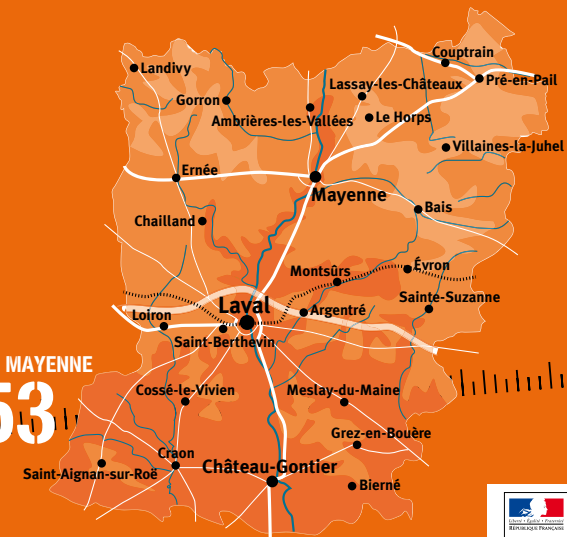 Couptrain
Landivy
Pré-en-Pail
Lassay-les-Châteaux
Gorron
Ambrières-les-Vallées
Le Horps
Villaines-la-Juhel
Ernée
Mayenne
Bais
Chailland
Évron
Montsûrs
Sainte-Suzanne
Laval
Argentré
Loiron
Saint-Berthevin
MAYENNE
53
Cossé-le-Vivien
Meslay-du-Maine
Grez-en-Bouère
Craon
Saint-Aignan-sur-Roë
Château-Gontier
Bierné
Liberté • Égalité • Fraternité
RÉPUBLIQUE FRANÇAISE